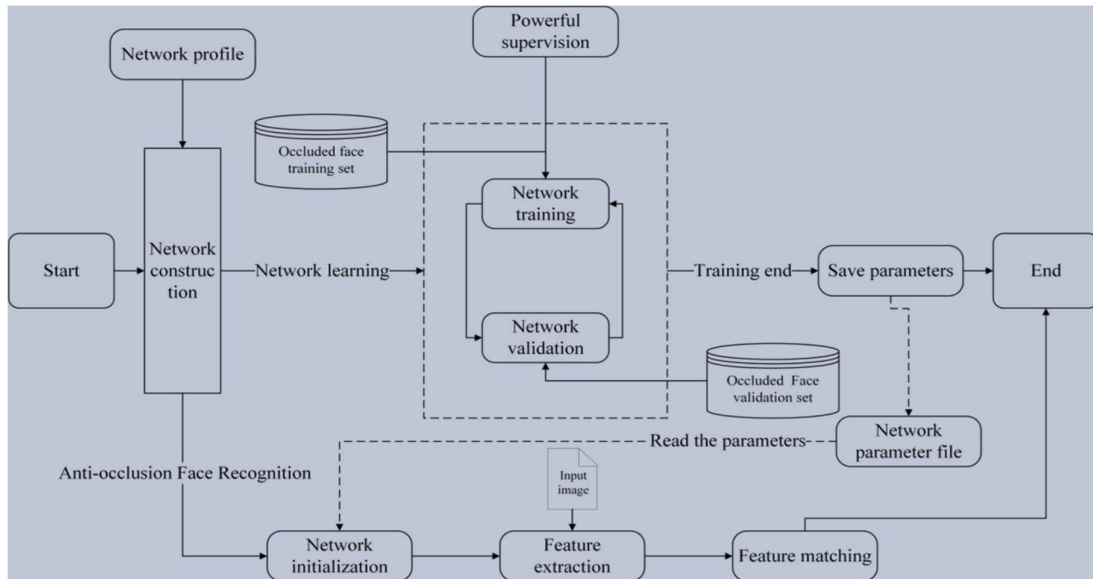 Powerful
supervision
Network profile
Occluded face
training set
Network
training
Start
Network
construc
tion
Network learning
Training end
Save parameters
End
Network
validation
Occluded  Face
validation set
Read the parameters
Network
parameter file
Anti-occlusion Face Recognition
Input
image
Network
initialization
Feature
extraction
Feature matching